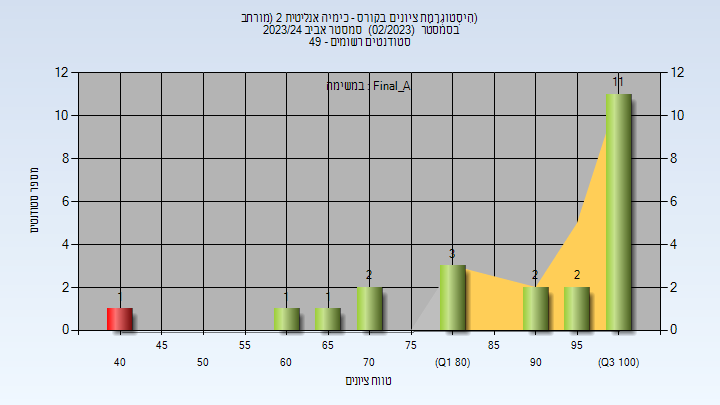 (היסטוגרמת ציונים בקורס - כימיה אנליטית 2 (מורחב
בסמסטר (02/2023) סמסטר אביב 2023/24
סטודנטים רשומים - 49
במשימה : Final_A
מספר סטודנטים
12 12
10 10
8 8
6 6
4 4
2 2
0 0
1 1 1 2 3 2 2 11
45 55 65 75 85 95
40 50 60 70 (Q1 80) 90 (Q3 100)
טווח ציונים